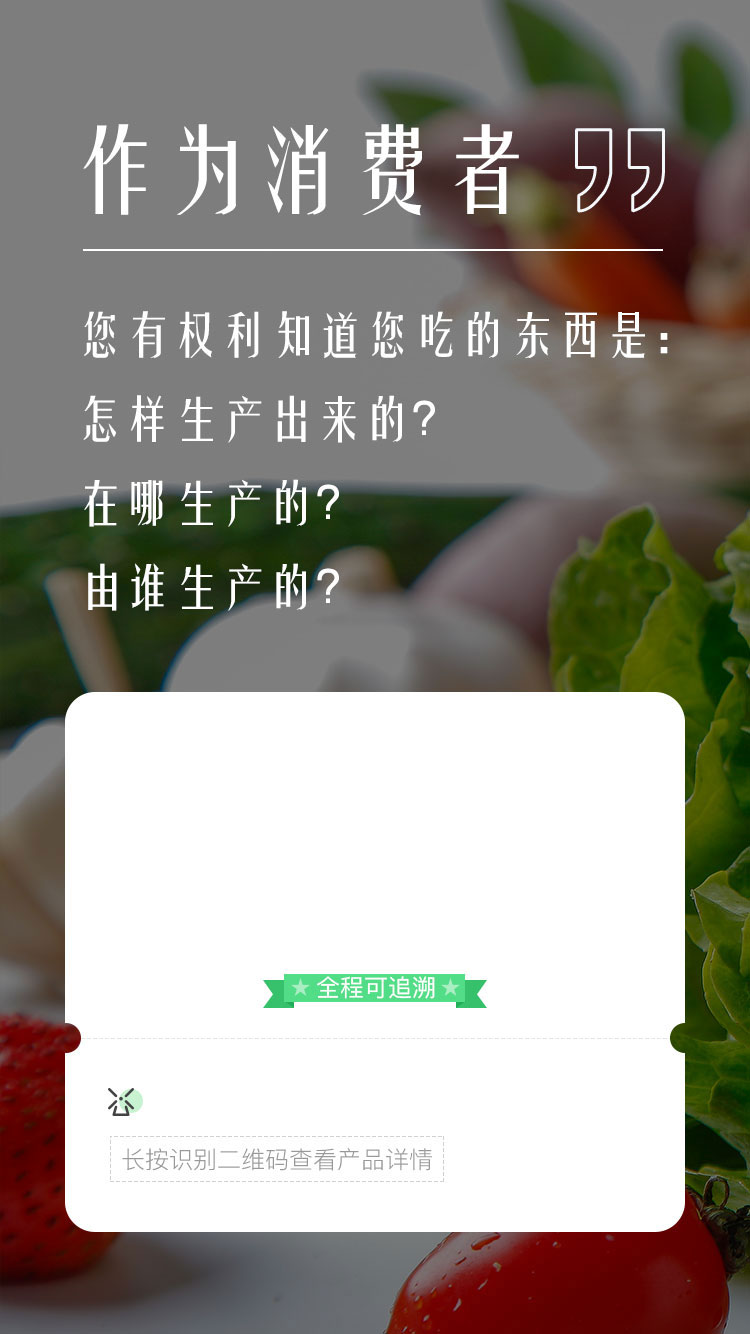 作为消费者 ”
您有权利知道您吃的东西是：
怎样生产出来的？
在哪生产的？
由谁生产的？
★ 全程可追溯 ★
长按识别二维码查看产品详情